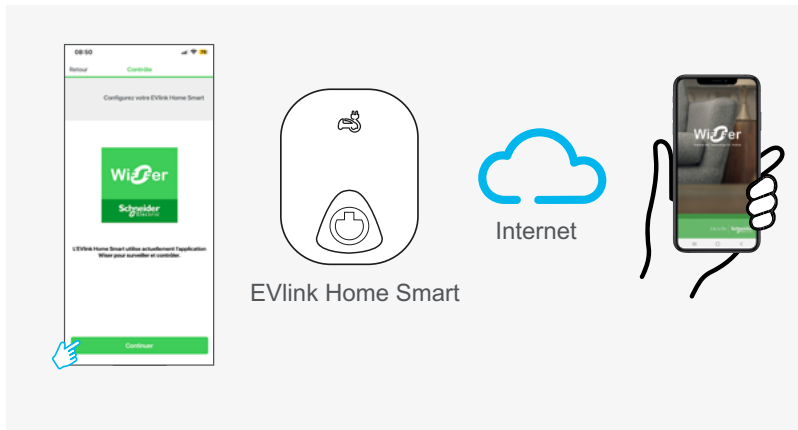 08:50
78
Retour
Contrôle
Configurez votre EVlink Home Smart
Wiser
Schneider
Electric
L'EVlink Home Smart utilise actuellement l'application
Wiser pour surveiller et contrôler.
Continuer
EVlink Home Smart
Internet
Wiser